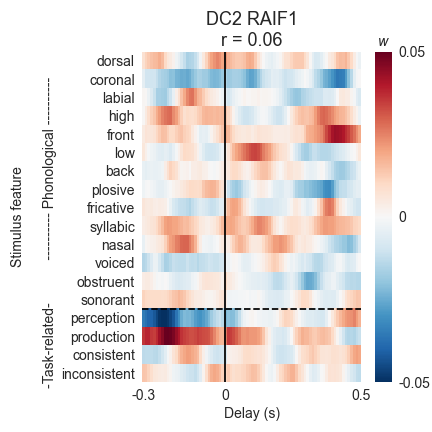 DC2 RAIF1
r = 0.06
w
dorsal
coronal
labial
high
front
low
back
plosive
fricative
syllabic
nasal
voiced
obstruent
sonorant
perception
production
consistent
inconsistent
Stimulus feature
---------- Phonological ----------
-Task-related-
-0.3
0
0.5
Delay (s)
0.05
0
-0.05